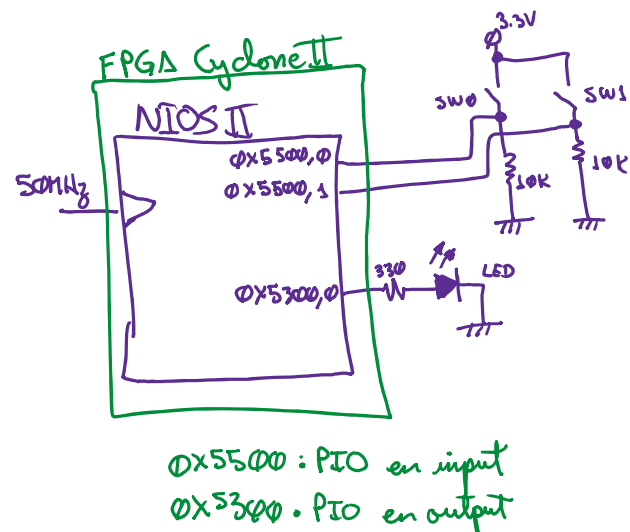 3.3V
FPGA Cyclone II
NIOS II
SW0
SW1
0x5500,0
0x5500,1
50MHz
10K
10K
330
LED
0x5300,0
0x5500 : PIO en input
0x5300 . PIO en output